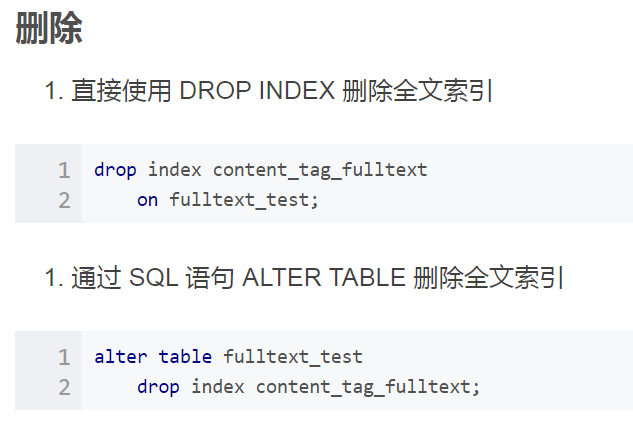 删除
1. 直接使用 DROP INDEX 删除全文索引
1 drop index content_tag_fulltext
2 on fulltext_test;
1. 通过 SQL 语句 ALTER TABLE 删除全文索引
1 alter table fulltext_test
2 drop index content_tag_fulltext;